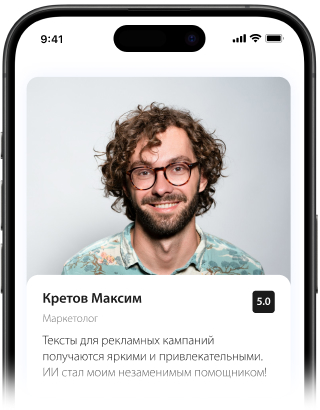 9:41
Кретов Максим
5.0
Маркетолог
Тексты для рекламных кампаний
получаются яркими и привлекательными.
ИИ стал моим незаменимым помощником!